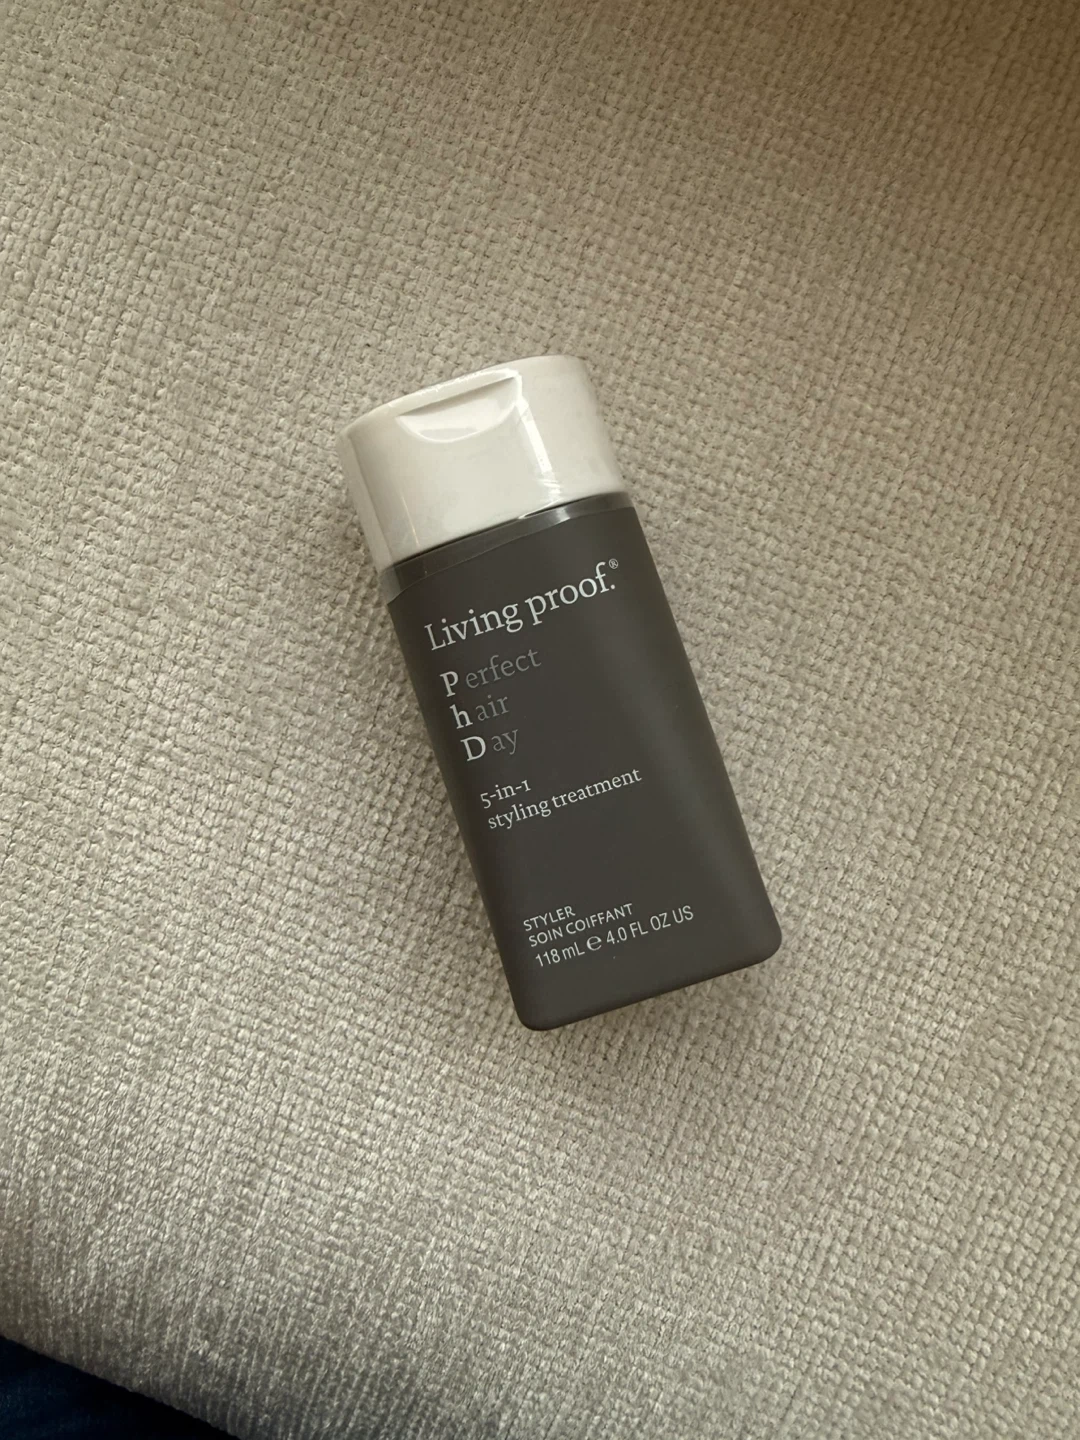 Living proof.®
Perfect
hair
Day
5-in-1
styling treatment
STYLER
SOIN COIFFANT
118 mL ℮ 4.0 FL OZ US